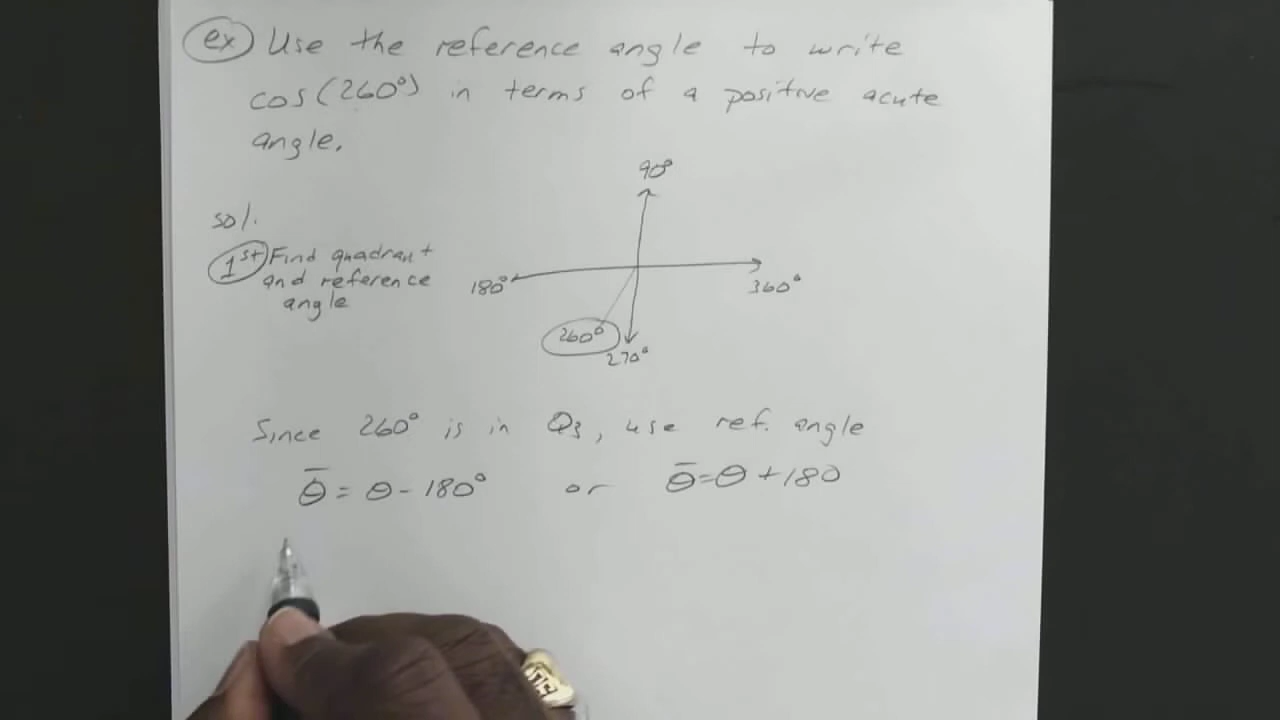 ex Use the reference angle to write
cos(260°) in terms of a positive acute
angle.
90°
sol.
1st Find quadrant
and reference
angle
180°
360°
260°
270°
Since 260° is in Q3, use ref. angle
θ̅ = θ - 180° or θ̅ = θ + 180